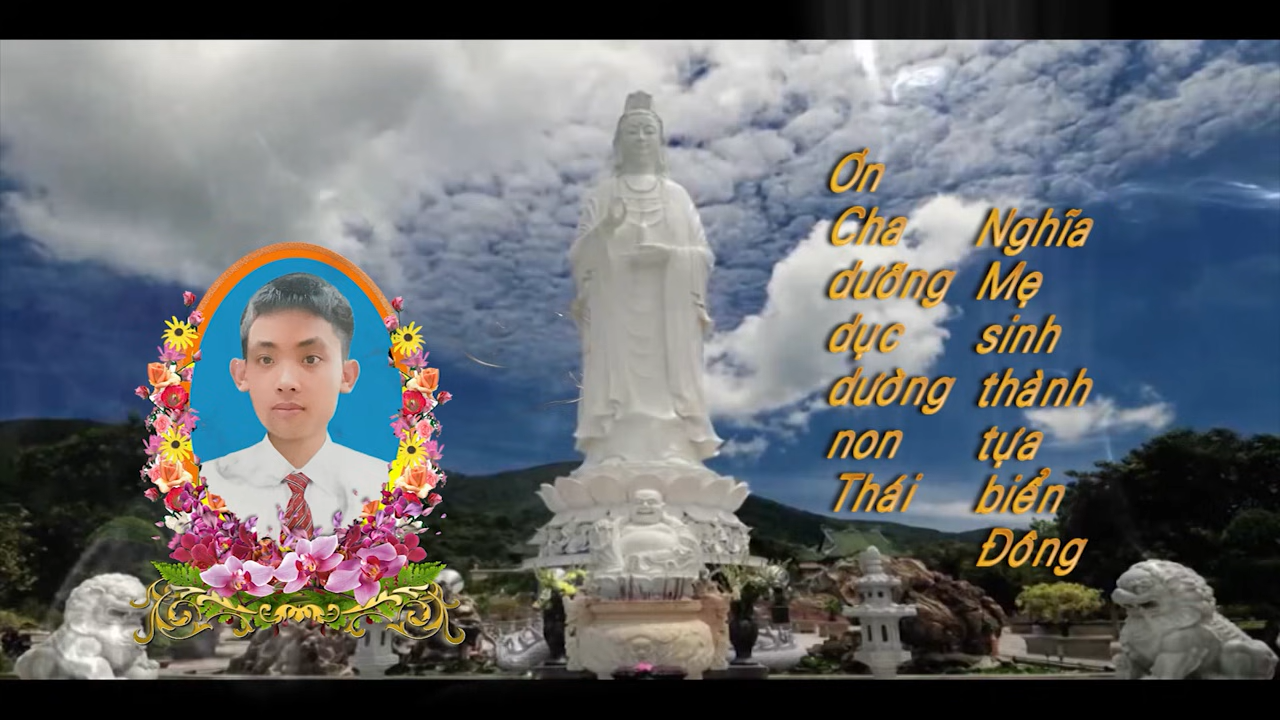 Ơn
Cha
dưỡng
dục
dường
non
Thái
Nghĩa
Mẹ
sinh
thành
tựa
biển
Đông